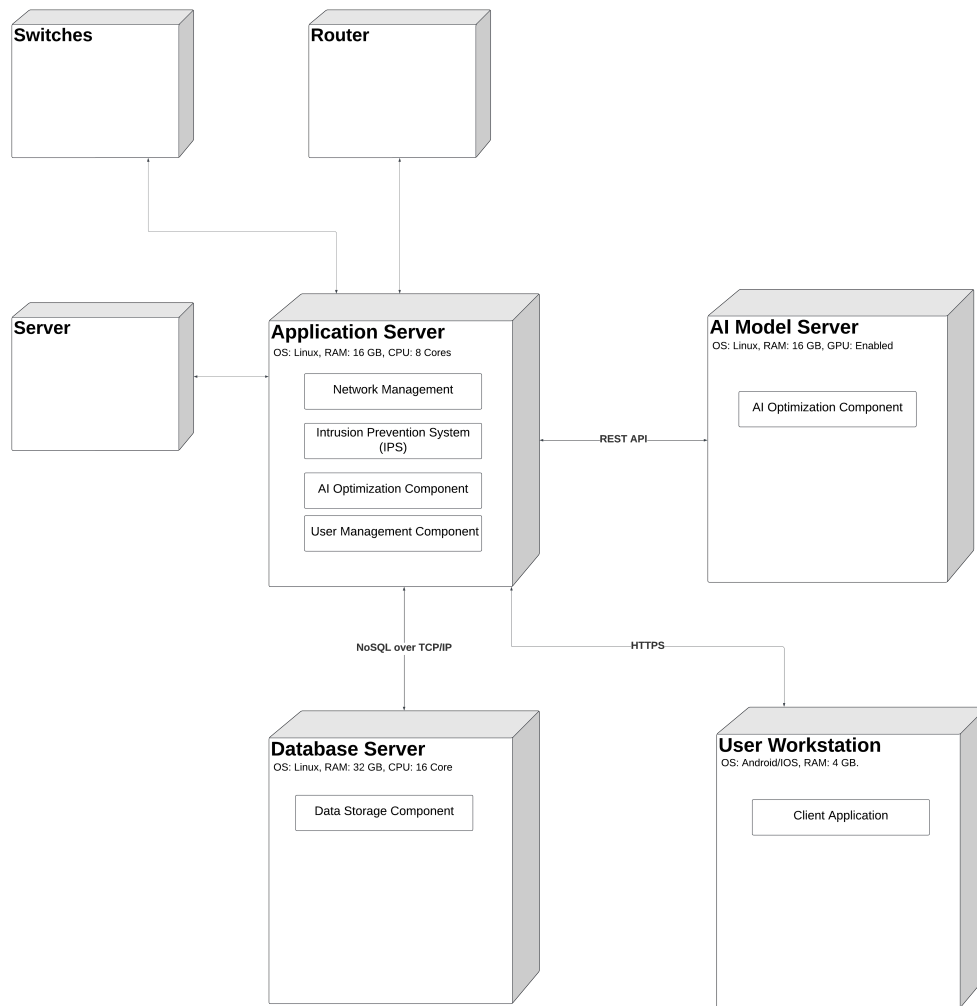 Switches
Router
Server
Application Server
OS: Linux, RAM: 16 GB, CPU: 8 Cores
Network Management
Intrusion Prevention System
(IPS)
AI Optimization Component
User Management Component
REST API
AI Model Server
OS: Linux, RAM: 16 GB, GPU: Enabled
AI Optimization Component
NoSQL over TCP/IP
HTTPS
Database Server
OS: Linux, RAM: 32 GB, CPU: 16 Core
Data Storage Component
User Workstation
OS: Android/IOS, RAM: 4 GB.
Client Application